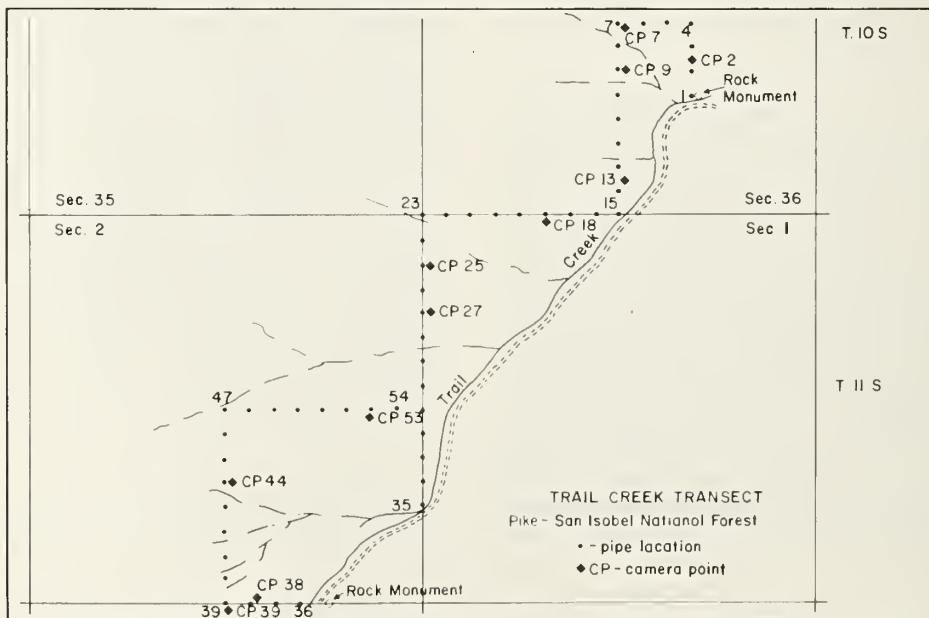 7 4 T. 10 S
CP 7
CP 2
CP 9
1 Rock
Monument
CP 13
Sec. 35 23 15 Sec. 36
Sec. 2 CP 18 Sec 1
Creek
CP 25
CP 27
Trail
47 54 T 11 S
CP 53
CP 44
35
TRAIL CREEK TRANSECT
Pike - San Isobel Natianol Forest
• - pipe location
◆ CP - camera point
CP 38
Rock Monument
39 CP 39 36